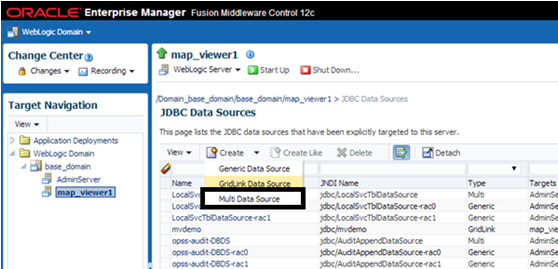 ORACLE Enterprise Manager Fusion Middleware Control 12c
WebLogic Domain
Change Center
Changes Recording
Target Navigation
View
Application Deployments
WebLogic Domain
base_domain
AdminServer
map_viewer1
map_viewer1
WebLogic Server Start Up Shut Down...
/Domain_base_domain/base_domain/map_viewer1 > JDBC Data Sources
JDBC Data Sources
This page lists the JDBC data sources that have been explicitly targeted to this server.
View Create Create Like Delete Detach
Generic Data Source
GridLink Data Source
Multi Data Source
Name JNDI Name Type Targets
LocalSvcTbl jdbc/LocalSvcTblDataSource Multi AdminSe
LocalSvcTbl jdbc/LocalSvcTblDataSource-rac0 Generic AdminSe
LocalSvcTblDataSource-rac1 jdbc/LocalSvcTblDataSource-rac1 Generic AdminSe
mvdemo jdbc/mvdemo GridLink map_vie
opss-audit-DBDS jdbc/AuditAppendDataSource Multi AdminSe
opss-audit-DBDS-rac0 jdbc/AuditAppendDataSource-rac0 Generic AdminSe
opss-audit-DBDS-rac1 jdbc/AuditAppendDataSource-rac1 Generic AdminSe